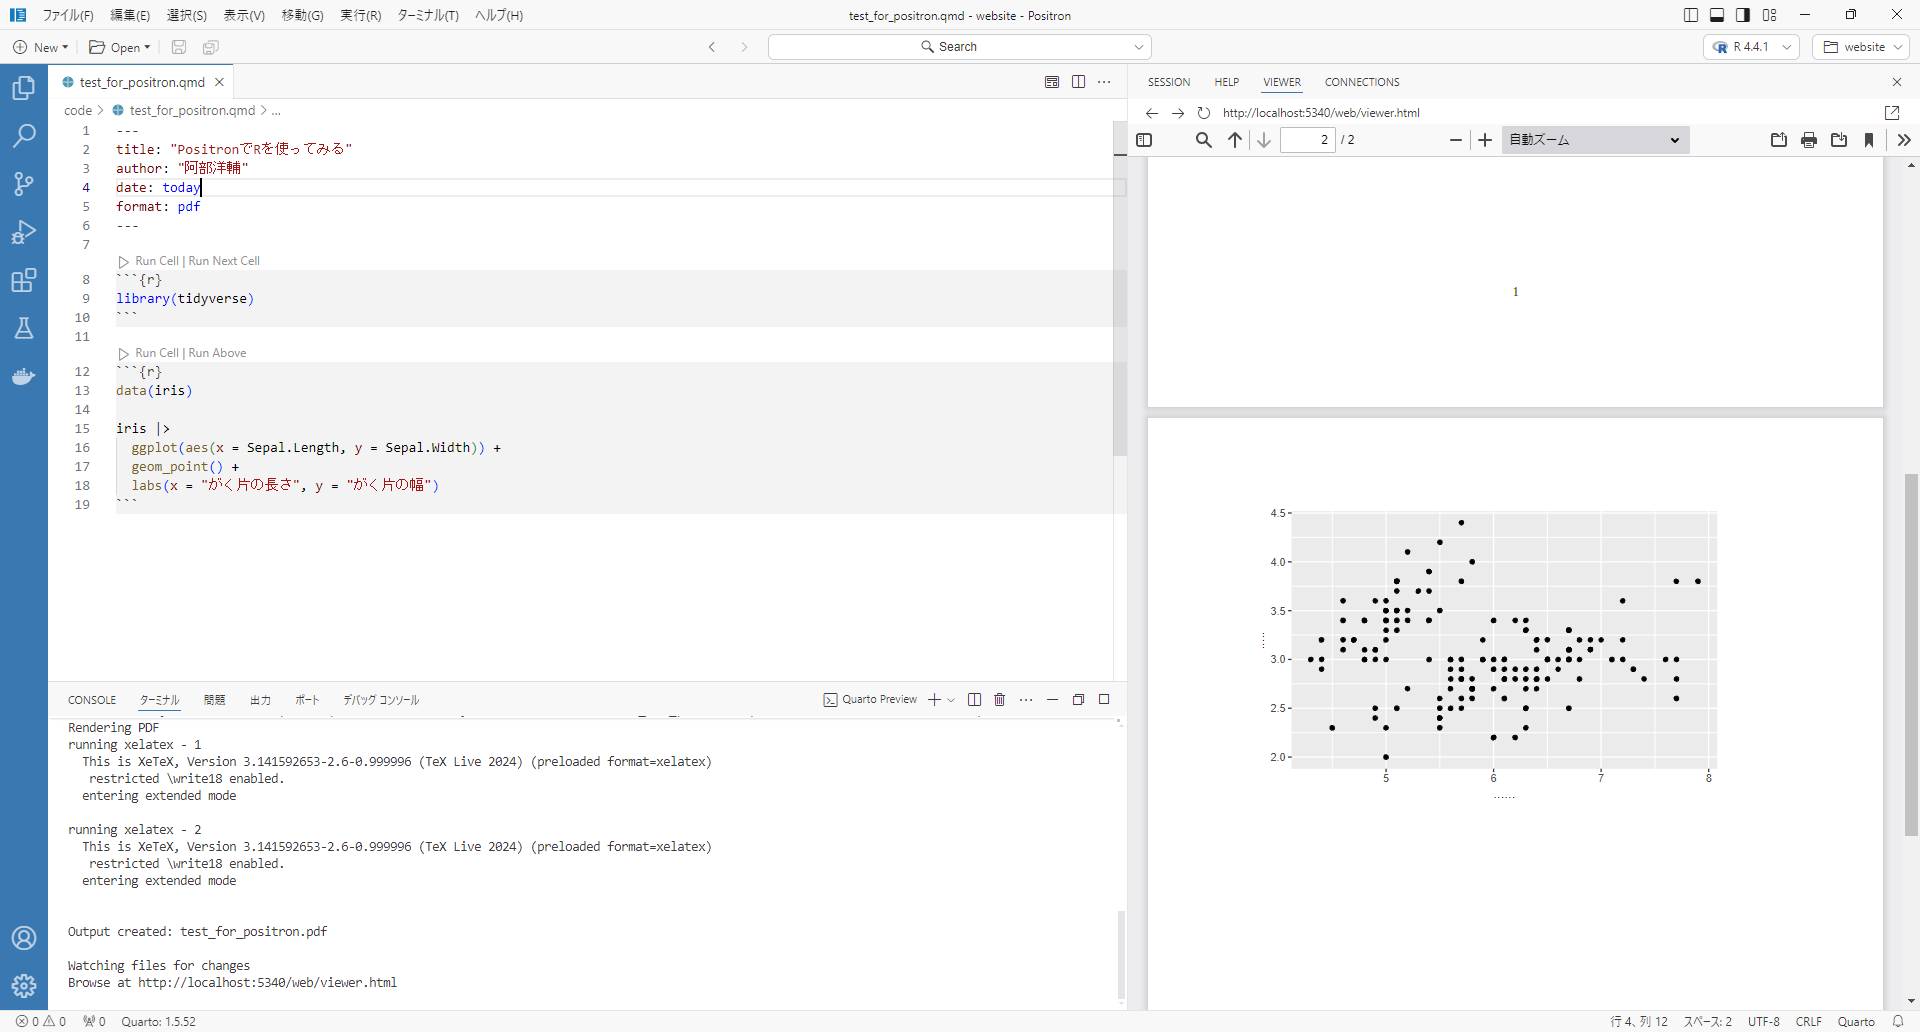 ファイル(F) 編集(E) 選択(S) 表示(V) 移動(G) 実行(R) ターミナル(T) ヘルプ(H)
test_for_positron.qmd - website - Positron
New Open
Search
R 4.4.1
website
test_for_positron.qmd
code > test_for_positron.qmd > ...
1 ---
2 title: "PositronでRを使ってみる"
3 author: "阿部洋輔"
4 date: today
5 format: pdf
6 ---
7
Run Cell | Run Next Cell
8 ```{r}
9 library(tidyverse)
10 ```
11
Run Cell | Run Above
12 ```{r}
13 data(iris)
14
15 iris |>
16 ggplot(aes(x = Sepal.Length, y = Sepal.Width)) +
17 geom_point() +
18 labs(x = "がく片の長さ", y = "がく片の幅")
19 ```
CONSOLE ターミナル 問題 出力 ポート デバッグ コンソール
Quarto Preview
Rendering PDF
running xelatex - 1
This is XeTeX, Version 3.141592653-2.6-0.999996 (TeX Live 2024) (preloaded format=xelatex)
restricted \write18 enabled.
entering extended mode
running xelatex - 2
This is XeTeX, Version 3.141592653-2.6-0.999996 (TeX Live 2024) (preloaded format=xelatex)
restricted \write18 enabled.
entering extended mode
Output created: test_for_positron.pdf
Watching files for changes
Browse at http://localhost:5340/web/viewer.html
SESSION HELP VIEWER CONNECTIONS
http://localhost:5340/web/viewer.html
2 / 2
自動ズーム
1
4.5
4.0
3.5
3.0
2.5
2.0
5 6 7 8
......
0 0 0 Quarto: 1.5.52
行 4、列 12 スペース: 2 UTF-8 CRLF Quarto